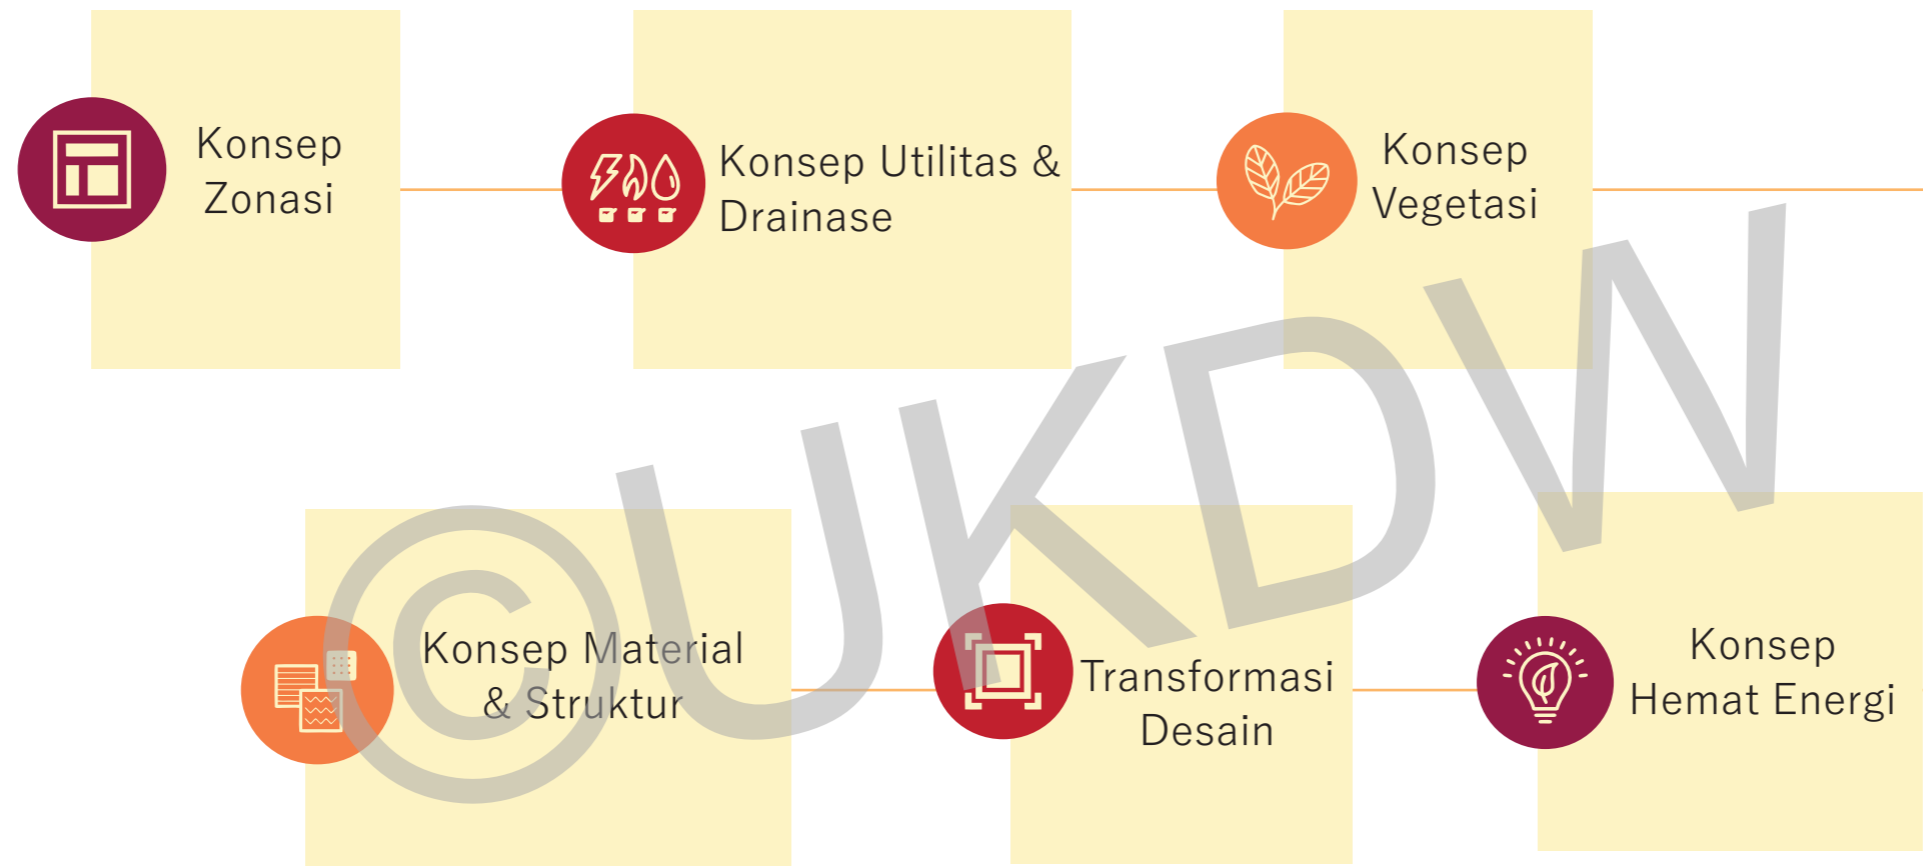 Konsep
Zonasi
Konsep Utilitas &
Drainase
Konsep
Vegetasi
Konsep Material
& Struktur
Transformasi
Desain
Konsep
Hemat Energi
©UKDW